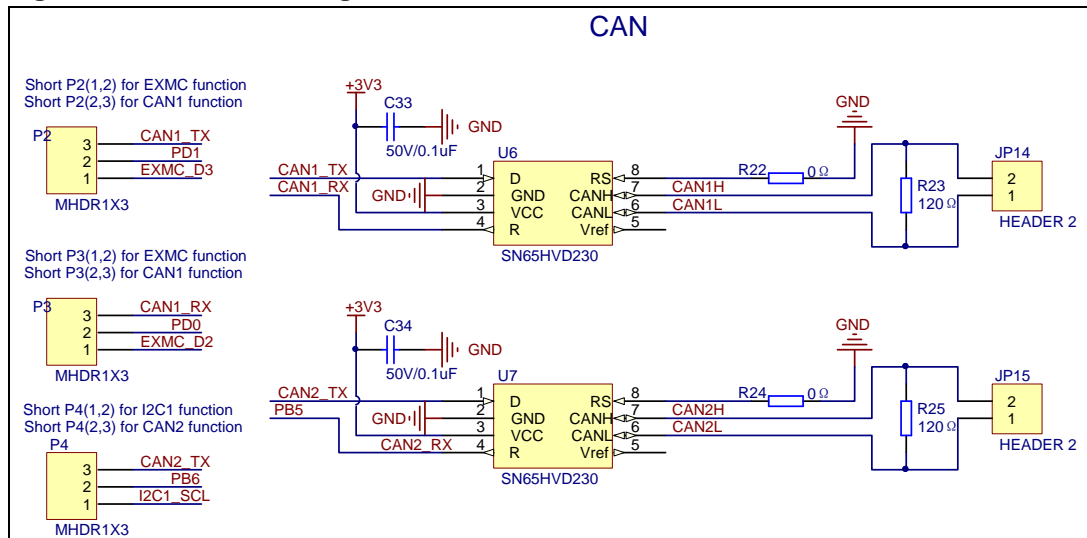 CAN
Short P2(1,2) for EXMC function
Short P2(2,3) for CAN1 function
P2
3 CAN1_TX
2 PD1
1 EXMC_D3
MHDR1X3
Short P3(1,2) for EXMC function
Short P3(2,3) for CAN1 function
P3
3 CAN1_RX
2 PD0
1 EXMC_D2
MHDR1X3
Short P4(1,2) for I2C1 function
Short P4(2,3) for CAN2 function
P4
3 CAN2_TX
2 PB6
1 I2C1_SCL
MHDR1X3
+3V3
C33
GND
50V/0.1uF
U6
CAN1_TX 1 D RS 8 R22 0Ω GND
CAN1_RX GND 2 GND CANH 7 CAN1H
3 VCC CANL 6 CAN1L
4 R Vref 5
SN65HVD230
R23
120Ω
JP14
2
1
HEADER 2
+3V3
C34
GND
50V/0.1uF
U7
CAN2_TX 1 D RS 8 R24 0Ω GND
PB5 GND 2 GND CANH 7 CAN2H
3 VCC CANL 6 CAN2L
CAN2_RX 4 R Vref 5
SN65HVD230
R25
120Ω
JP15
2
1
HEADER 2